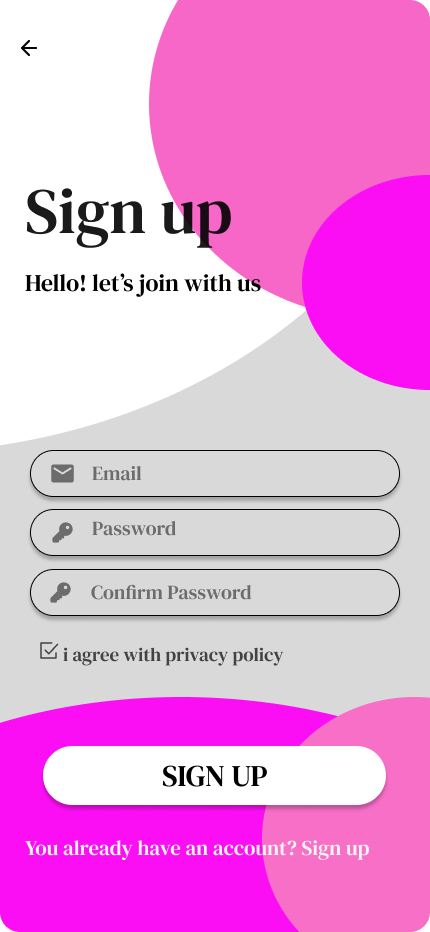 Sign up
Hello! let’s join with us
Email
Password
Confirm Password
i agree with privacy policy
SIGN UP
You already have an account? Sign up